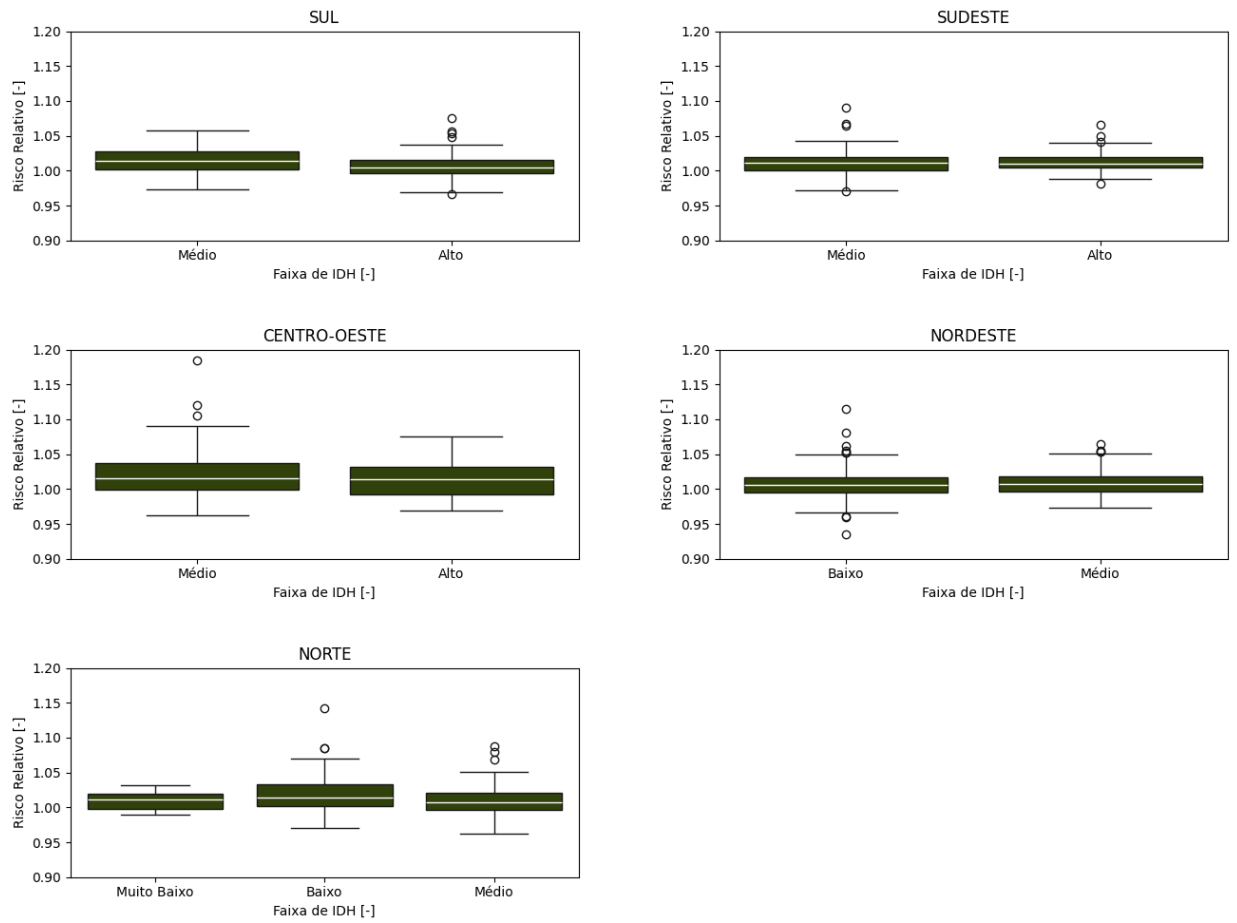 SUL
1.20
1.15
1.10
1.05
1.00
0.95
0.90
Risco Relativo [-]
Médio
Alto
Faixa de IDH [-]
SUDESTE
1.20
1.15
1.10
1.05
1.00
0.95
0.90
Risco Relativo [-]
Médio
Alto
Faixa de IDH [-]
CENTRO-OESTE
1.20
1.15
1.10
1.05
1.00
0.95
0.90
Risco Relativo [-]
Médio
Alto
Faixa de IDH [-]
NORDESTE
1.20
1.15
1.10
1.05
1.00
0.95
0.90
Risco Relativo [-]
Baixo
Médio
Faixa de IDH [-]
NORTE
1.20
1.15
1.10
1.05
1.00
0.95
0.90
Risco Relativo [-]
Muito Baixo
Baixo
Médio
Faixa de IDH [-]